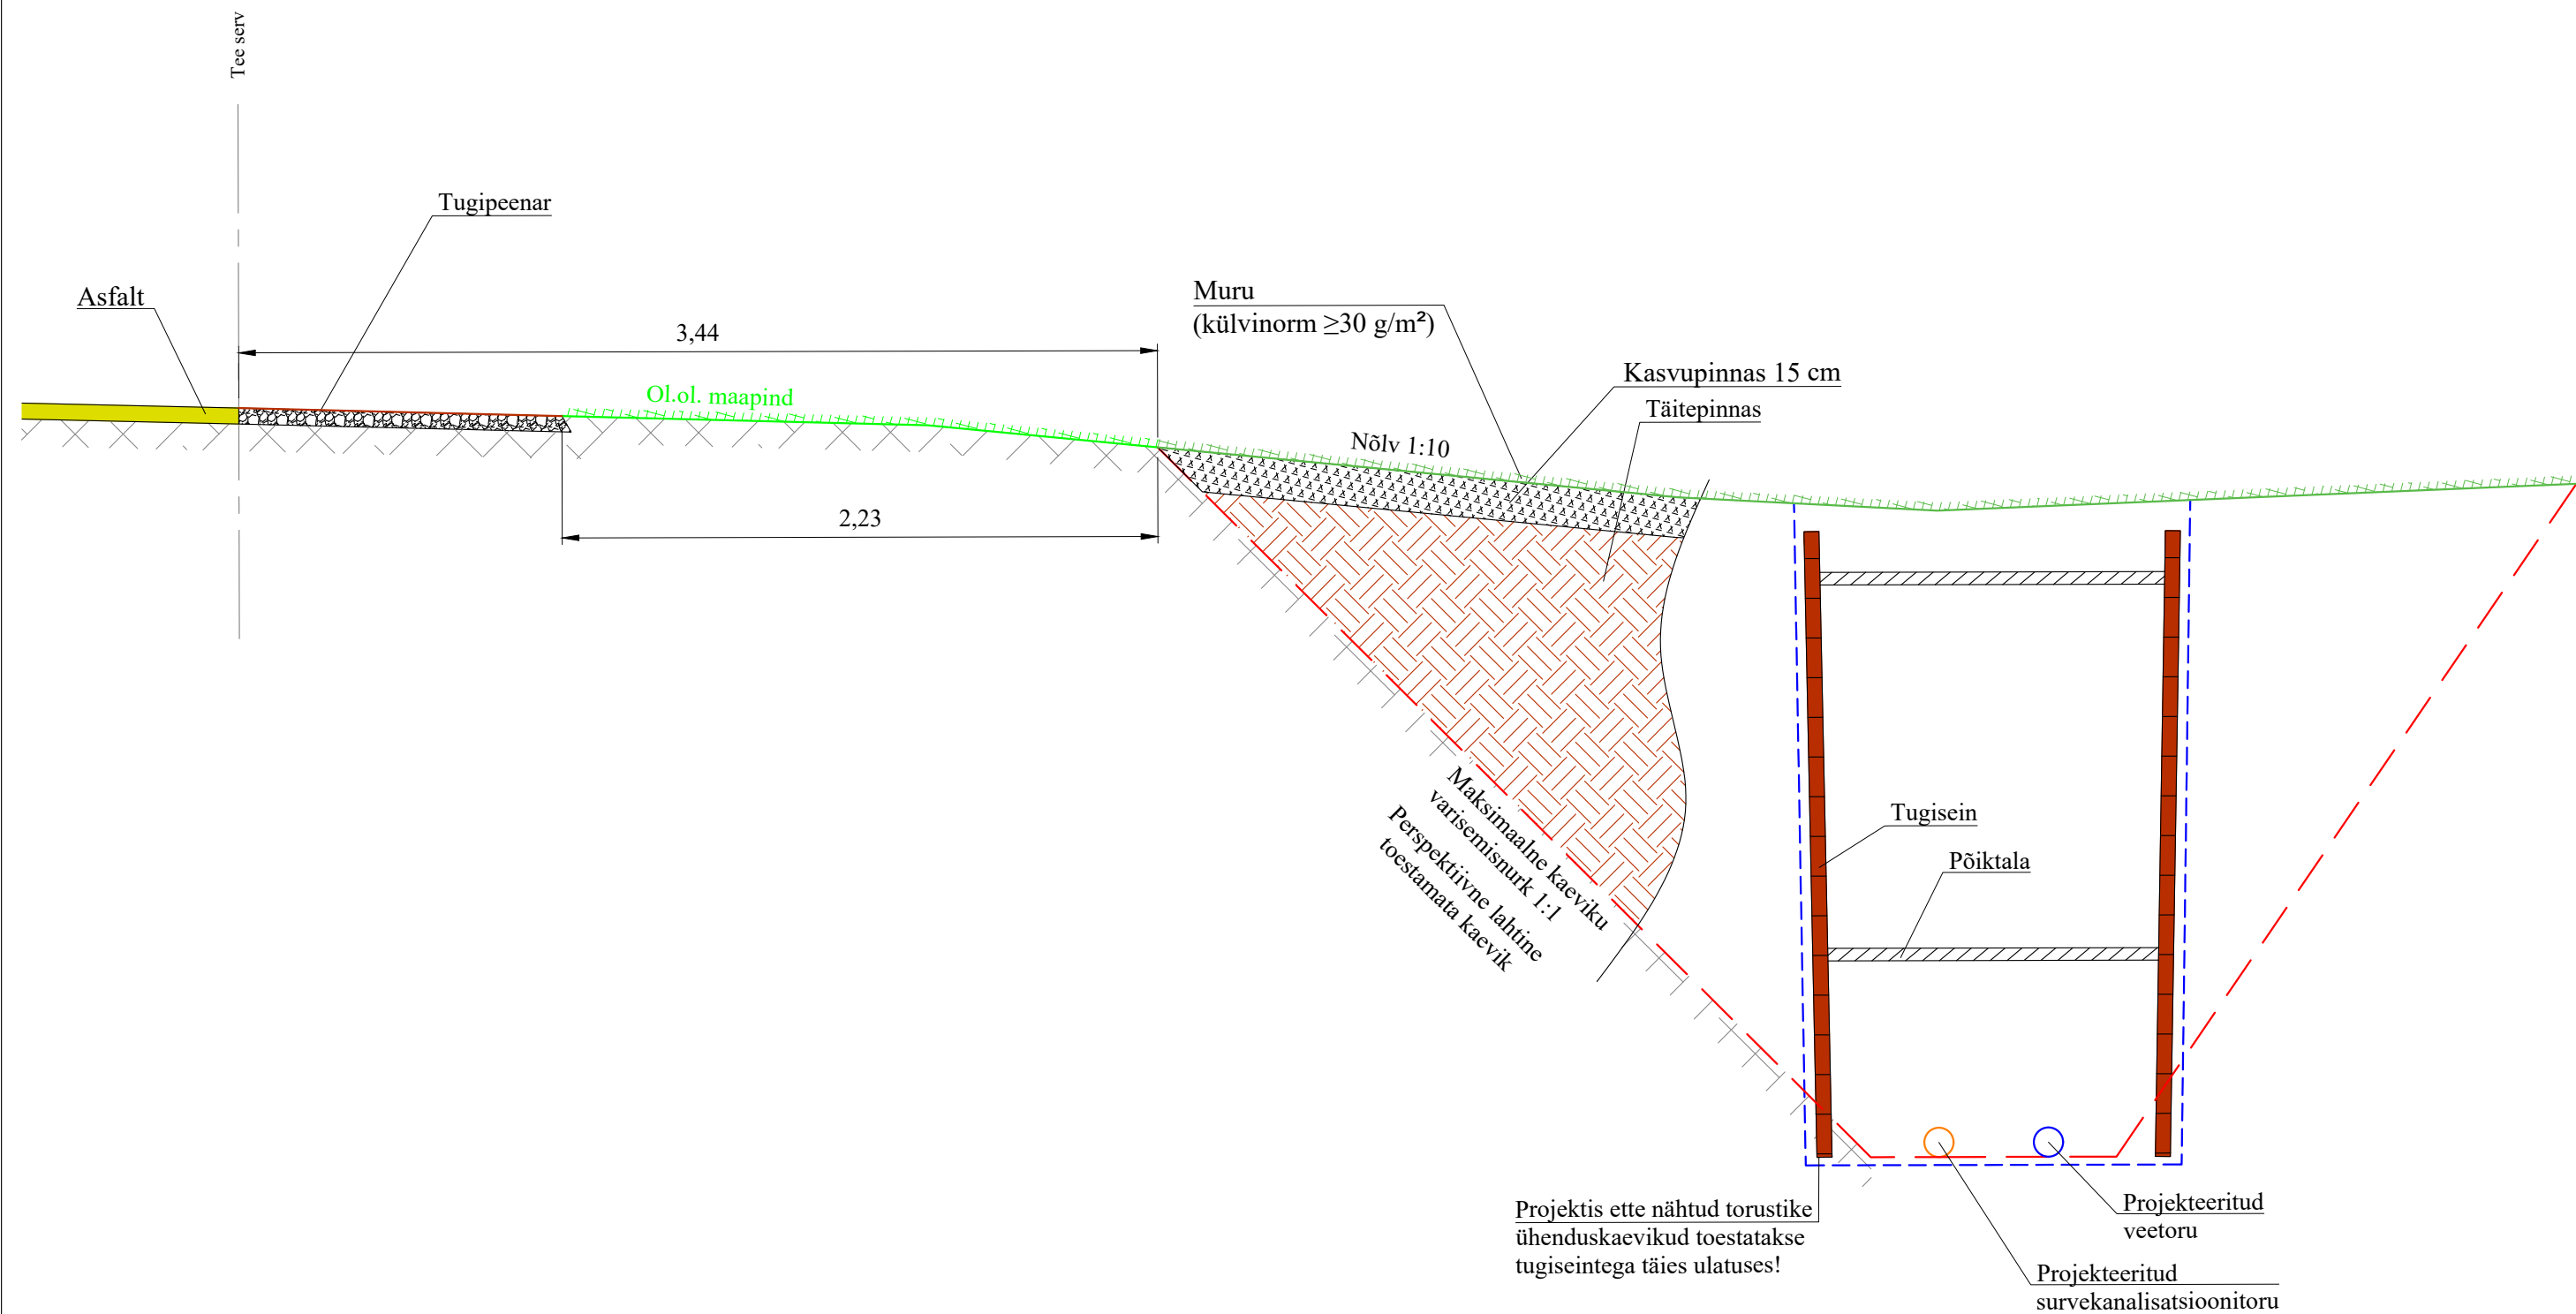 Tee serv
Tugipeenar
Asfalt
3,44
Muru
(külvinorm ≥30 g/m²)
Kasvupinnas 15 cm
Täitepinnas
Ol.ol. maapind
Nõlv 1:10
2,23
Maksimaalne kaeviku
varisemisnurk 1:1
Perspektiivne lahtine
toestamata kaevik
Tugisein
Põiktala
Projektis ette nähtud torustike
ühenduskaevikud toestatakse
tugiseintega täies ulatuses!
Projekteeritud
veetoru
Projekteeritud
survekanalisatsioonitoru